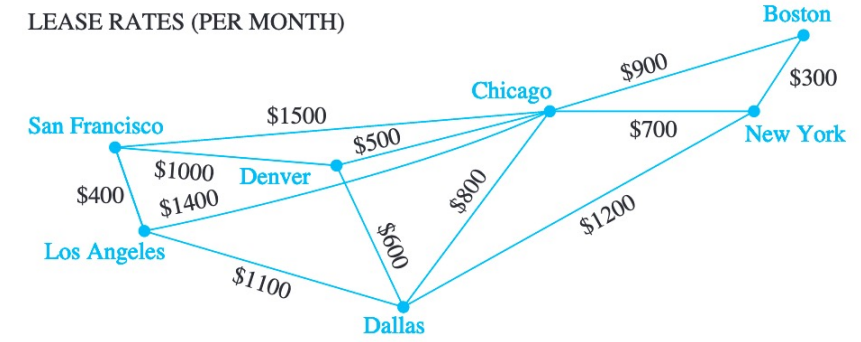 LEASE RATES (PER MONTH)
Boston
$900
$300
Chicago
$1500
San Francisco
$500
$700
New York
$1000
Denver
$400
$1400
$800
$1200
Los Angeles
$600
$1100
Dallas